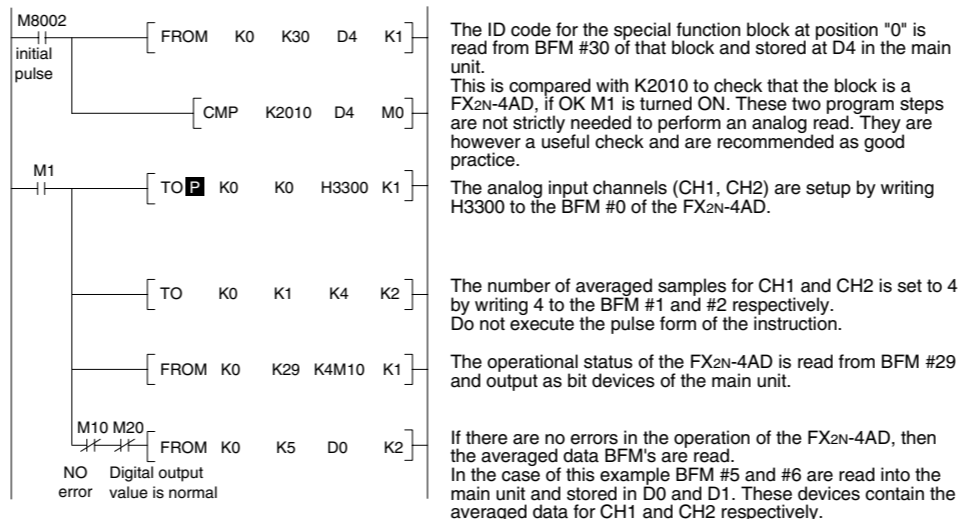 M8002
initial
pulse
FROM K0 K30 D4 K1
The ID code for the special function block at position "0" is
read from BFM #30 of that block and stored at D4 in the main
unit.
CMP K2010 D4 M0
This is compared with K2010 to check that the block is a
FX2N-4AD, if OK M1 is turned ON. These two program steps
are not strictly needed to perform an analog read. They are
however a useful check and are recommended as good
practice.
M1
TO P K0 K0 H3300 K1
The analog input channels (CH1, CH2) are setup by writing
H3300 to the BFM #0 of the FX2N-4AD.
TO K0 K1 K4 K2
The number of averaged samples for CH1 and CH2 is set to 4
by writing 4 to the BFM #1 and #2 respectively.
Do not execute the pulse form of the instruction.
FROM K0 K29 K4M10 K1
The operational status of the FX2N-4AD is read from BFM #29
and output as bit devices of the main unit.
M10 M20
FROM K0 K5 D0 K2
NO
error
Digital output
value is normal
If there are no errors in the operation of the FX2N-4AD, then
the averaged data BFM's are read.
In the case of this example BFM #5 and #6 are read into the
main unit and stored in D0 and D1. These devices contain the
averaged data for CH1 and CH2 respectively.